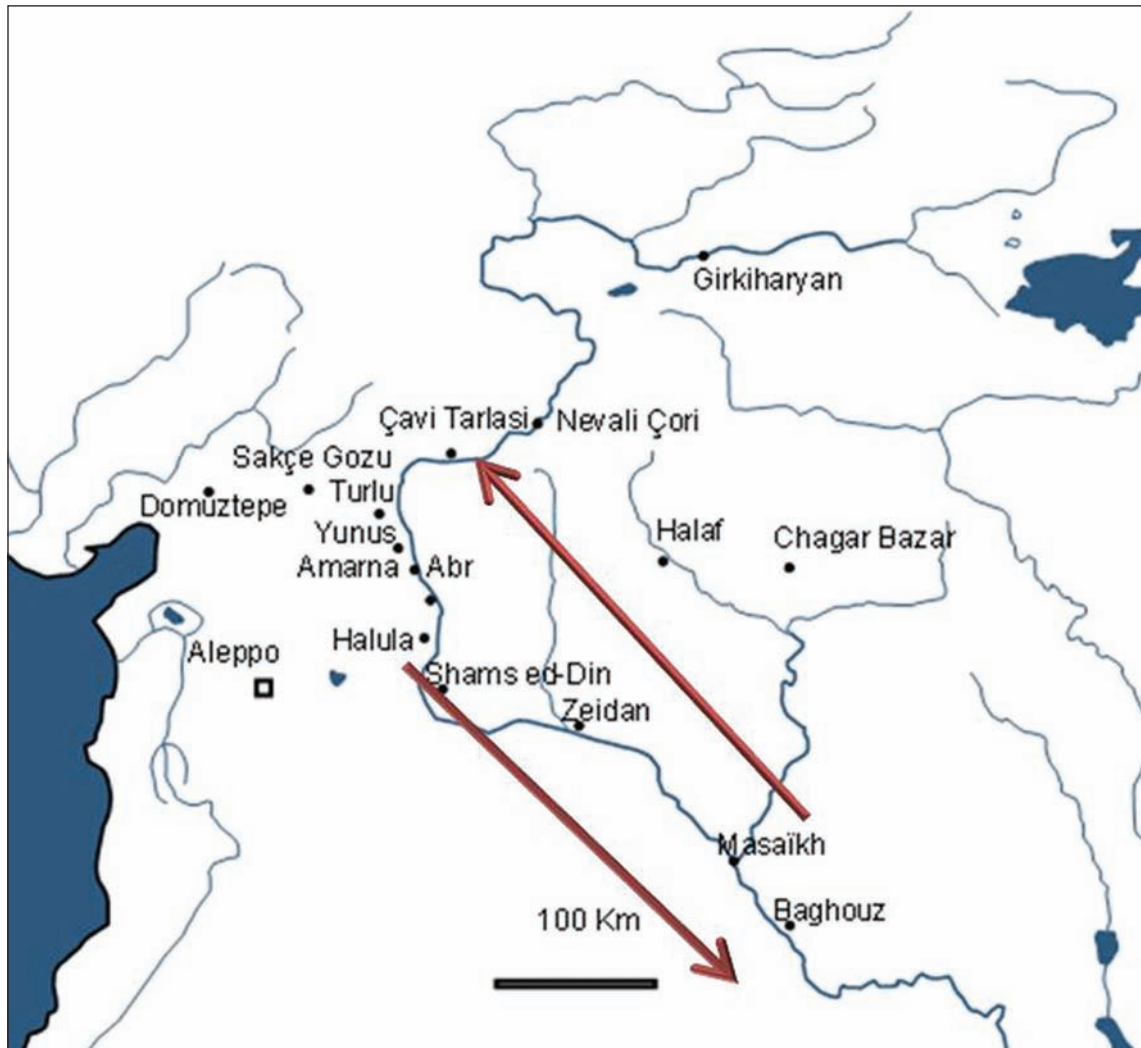 Girkiharyan
Çavi Tarlasi
Nevali Çori
Sakçe Gozu
Domuztepe
Turlu
Yunus
Halaf
Chagar Bazar
Amarna
Abr
Halula
Aleppo
Shams ed-Din
Zeidan
Masaïkh
Baghouz
100 Km